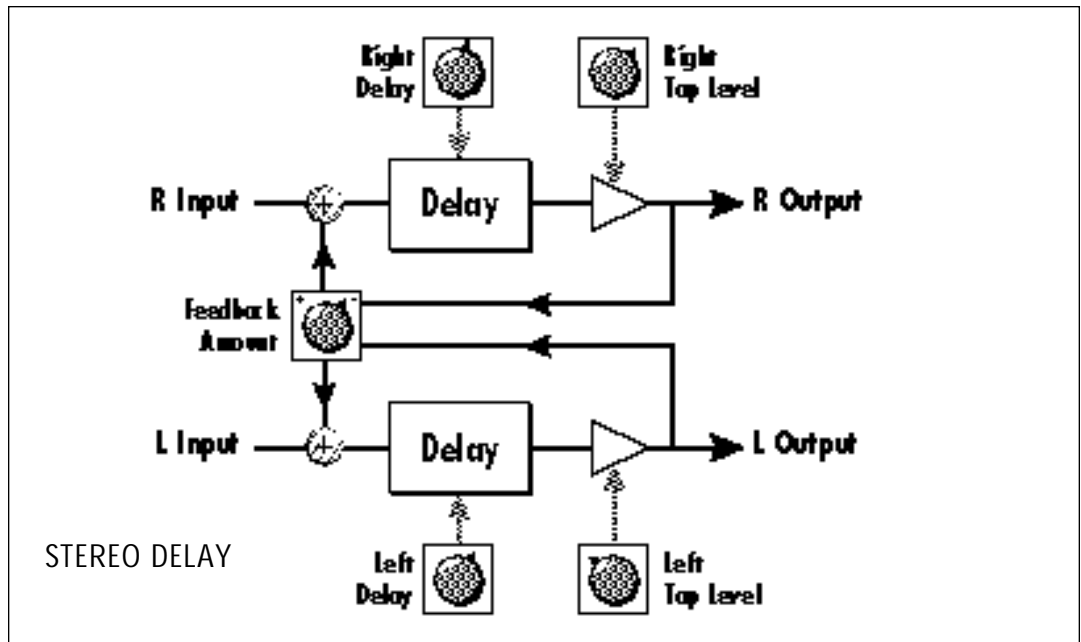 Right
Delay
Right
Tap Level
R Input
+
Delay
R Output
Feedback
Amount
+ -
L Input
+
Delay
L Output
STEREO DELAY
Left
Delay
Left
Tap Level